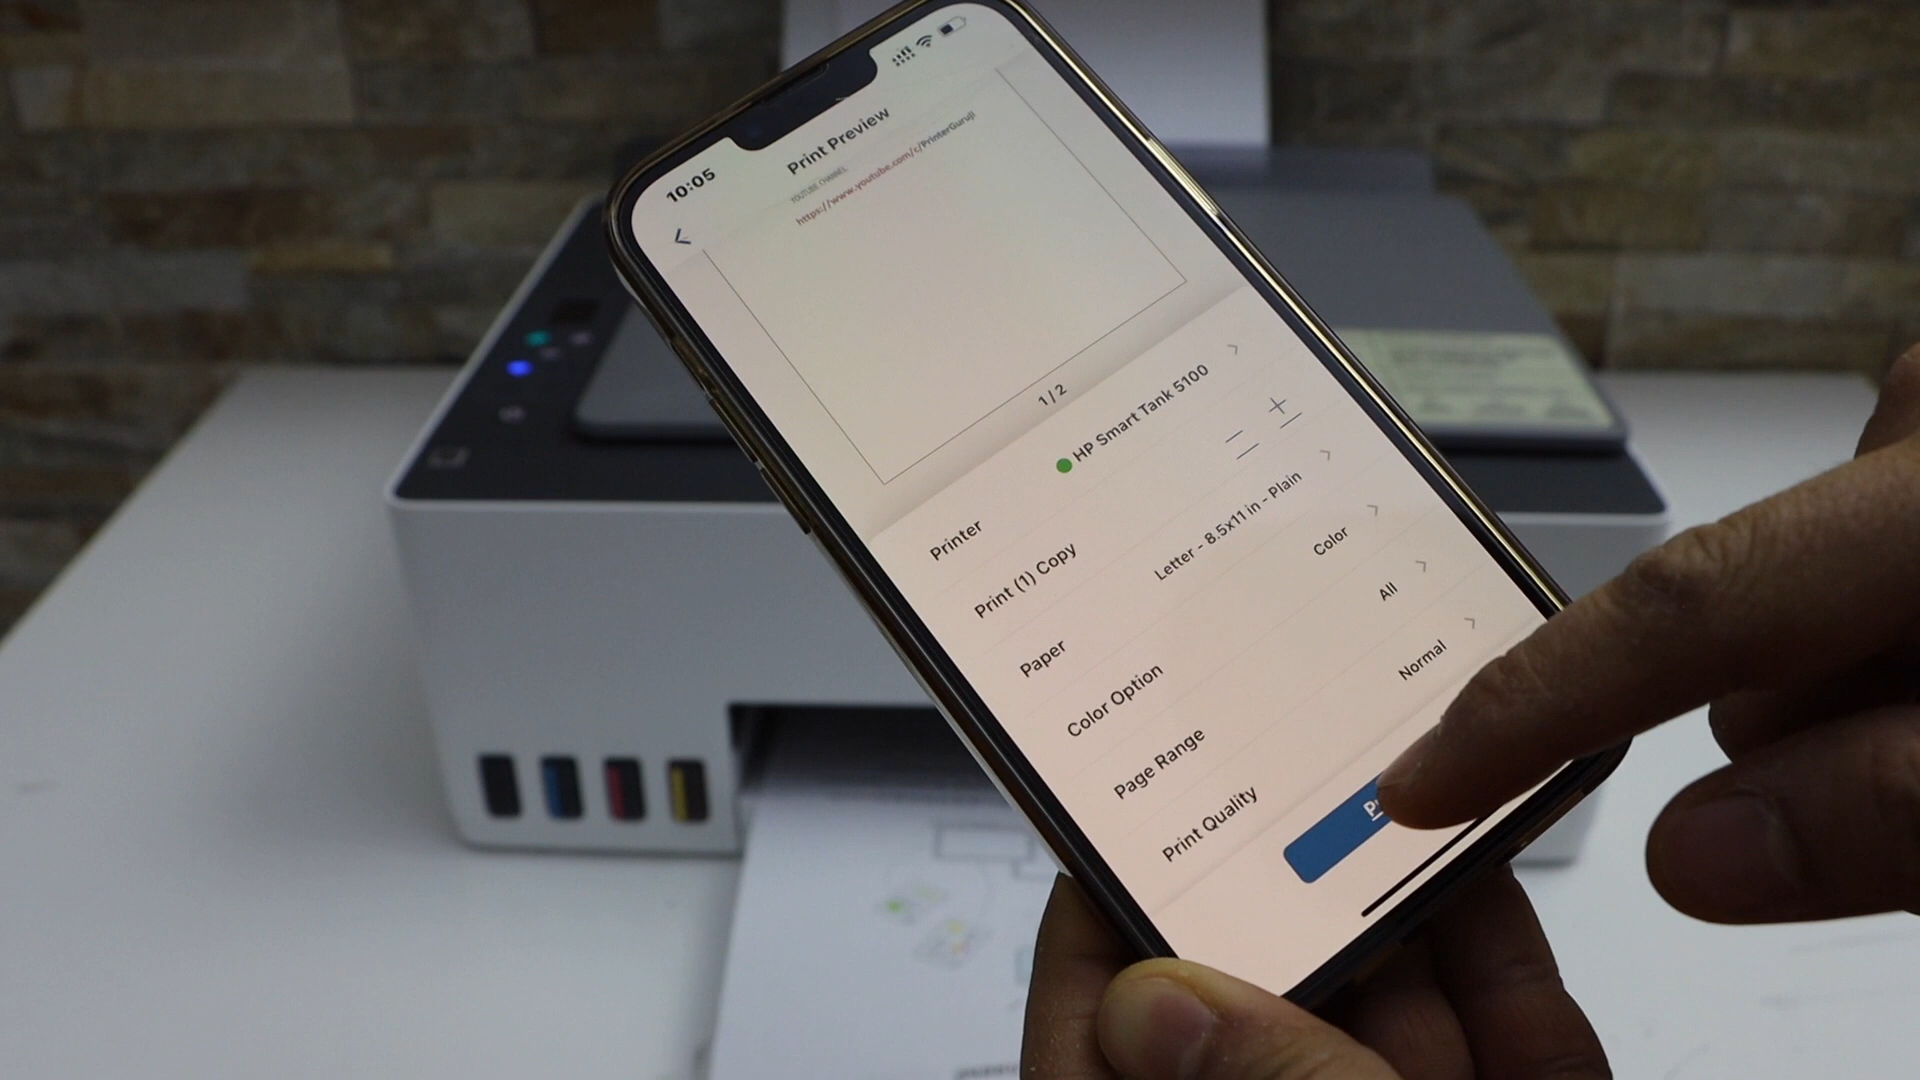 10:05
Print Preview
YOUTUBE CHANNEL
https://www.youtube.com/c/PrinterGuruji
1 / 2
Printer
HP Smart Tank 5100
Print (1) Copy
Paper
Letter - 8.5x11 in - Plain
Color Option
Color
Page Range
All
Print Quality
Normal